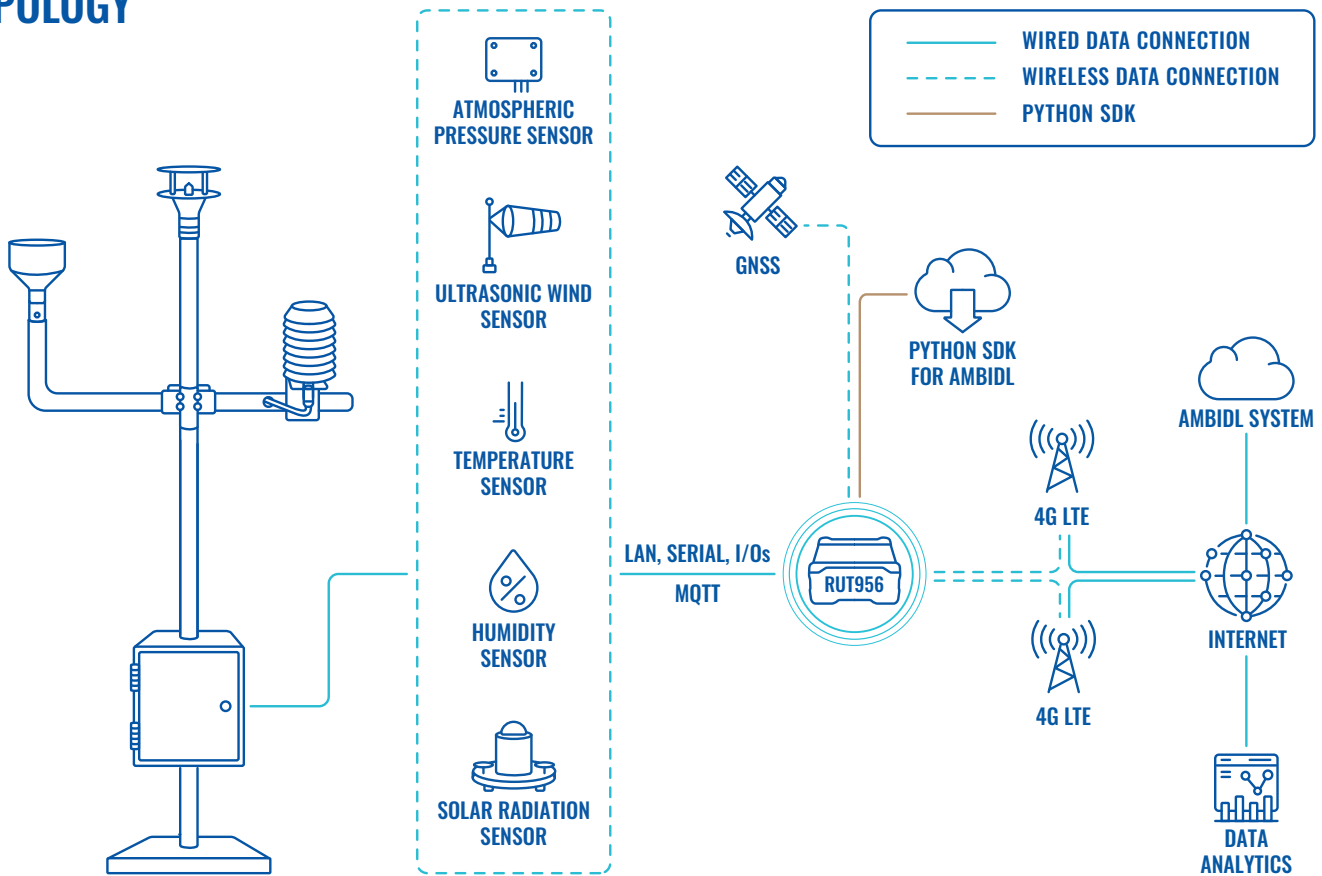 WIRED DATA CONNECTION
WIRELESS DATA CONNECTION
PYTHON SDK
ATMOSPHERIC
PRESSURE SENSOR
ULTRASONIC WIND
SENSOR
TEMPERATURE
SENSOR
HUMIDITY
SENSOR
SOLAR RADIATION
SENSOR
LAN, SERIAL, I/Os
MQTT
GNSS
PYTHON SDK
FOR AMBIDL
RUT956
4G LTE
4G LTE
AMBIDL SYSTEM
INTERNET
DATA
ANALYTICS